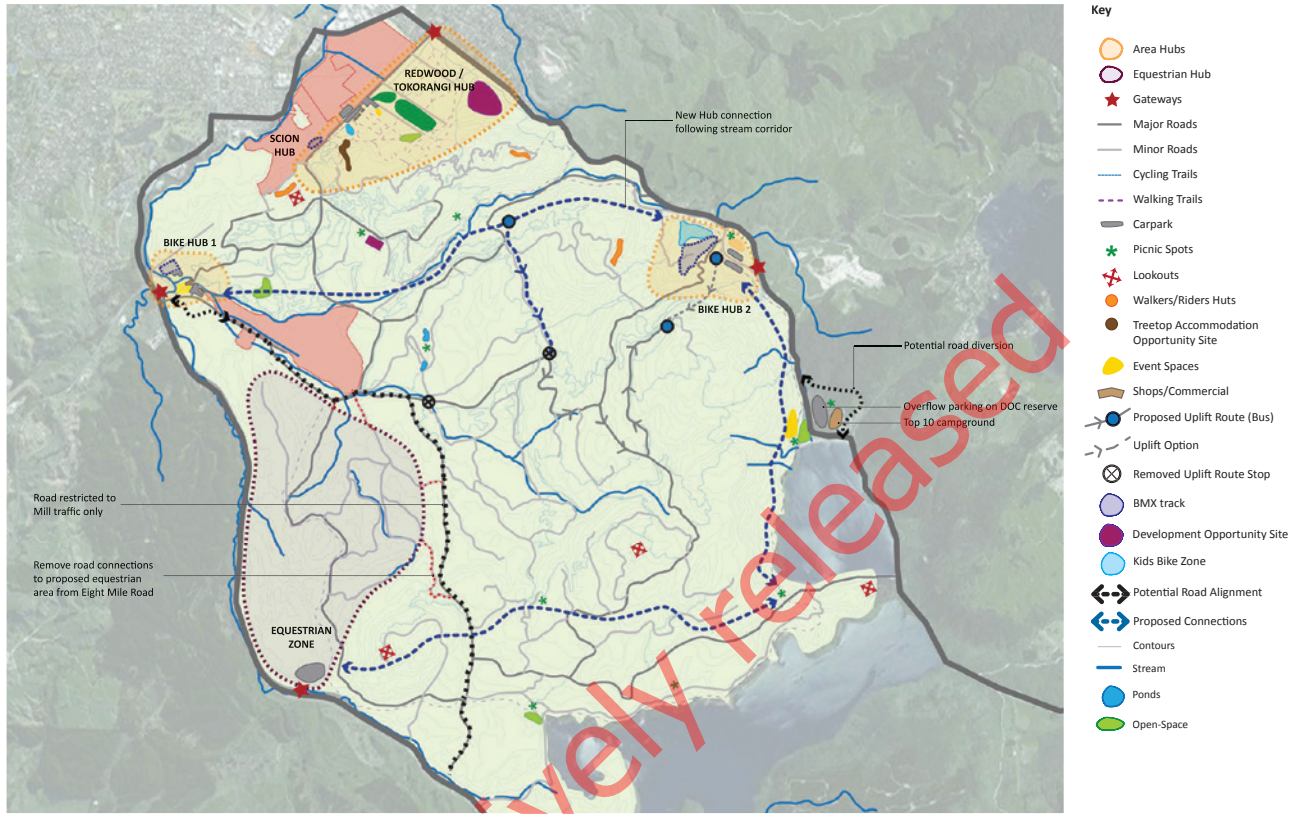 REDWOOD /
TOKORANGI HUB
SCION
HUB
New Hub connection
following stream corridor
BIKE HUB 1
BIKE HUB 2
Potential road diversion
Overflow parking on DOC reserve
Top 10 campground
Road restricted to
Mill traffic only
Remove road connections
to proposed equestrian
area from Eight Mile Road
EQUESTRIAN
ZONE
ively released
Key
Area Hubs
Equestrian Hub
Gateways
Major Roads
Minor Roads
Cycling Trails
Walking Trails
Carpark
Picnic Spots
Lookouts
Walkers/Riders Huts
Treetop Accommodation
Opportunity Site
Event Spaces
Shops/Commercial
Proposed Uplift Route (Bus)
Uplift Option
Removed Uplift Route Stop
BMX track
Development Opportunity Site
Kids Bike Zone
Potential Road Alignment
Proposed Connections
Contours
Stream
Ponds
Open-Space